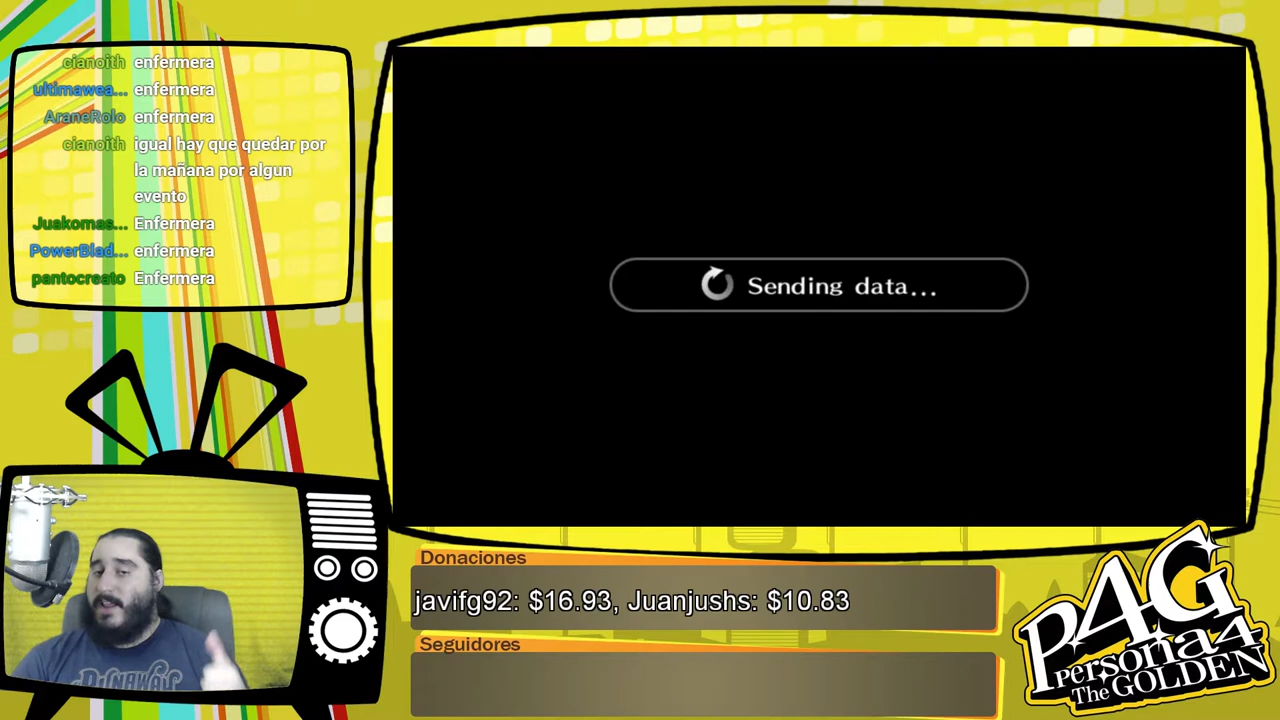 cianoith enfermera
ultimawea... enfermera
AraneRolo enfermera
cianoith igual hay que quedar por
la mañana por algun
evento
Juakomas... Enfermera
PowerBlad... enfermera
pantocreato Enfermera
Sending data...
Donaciones
javifg92: $16.93, Juanjushs: $10.83
Seguidores
P4G
Persona4
The GOLDEN